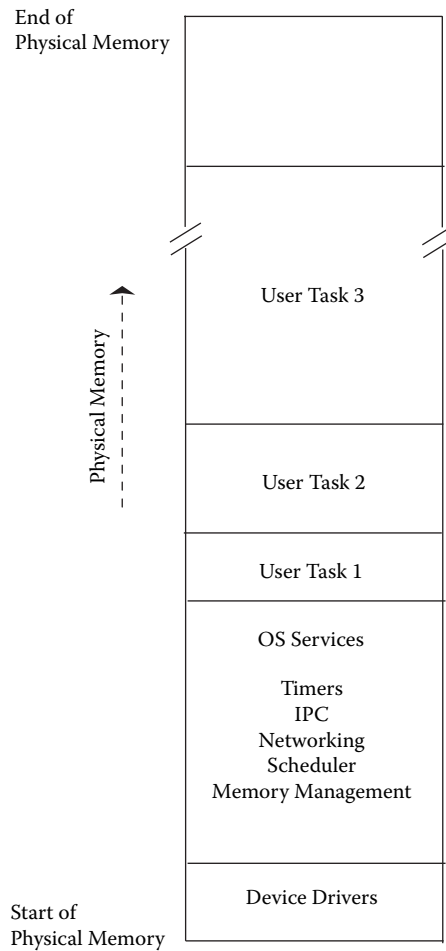 End of
Physical Memory
User Task 3
Physical Memory
User Task 2
User Task 1
OS Services
Timers
IPC
Networking
Scheduler
Memory Management
Device Drivers
Start of
Physical Memory